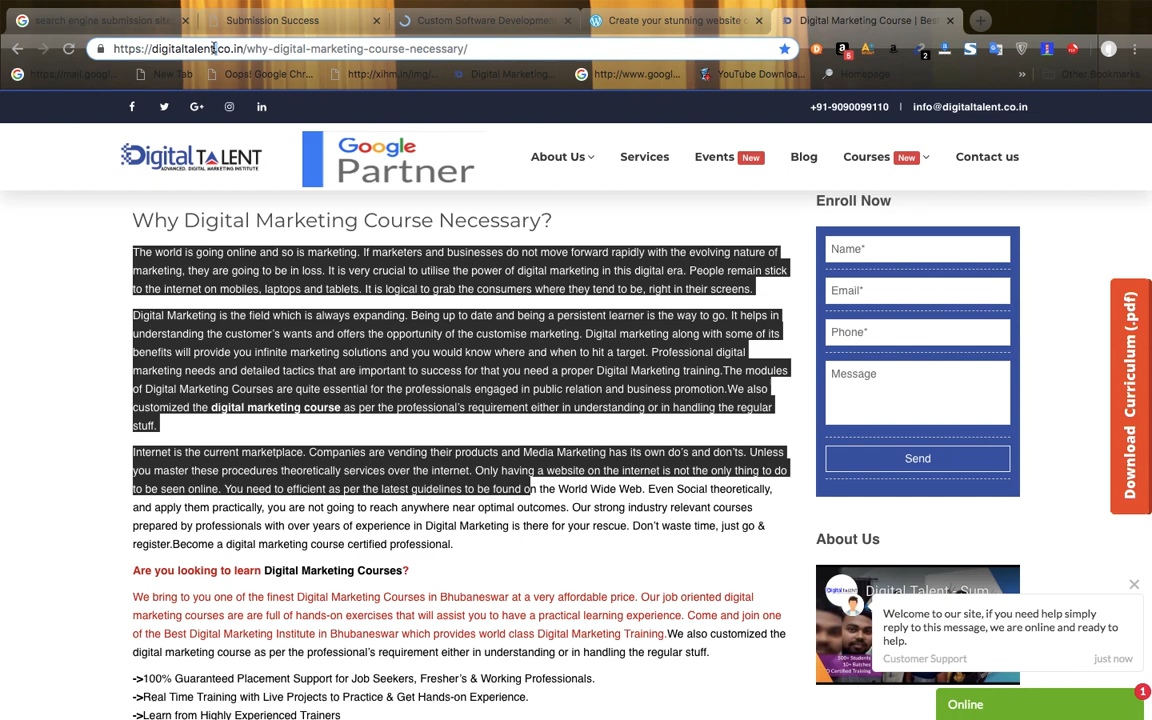 search engine submission site
Submission Success
Custom Software Developmen
Create your stunning website
Digital Marketing Course | Bes
https://digitaltalent.co.in/why-digital-marketing-course-necessary/
5
2
https://mail.googl...
New Tab
Oops! Google Chr...
http://xihm.in/img/...
Digital Marketing...
http://www.googl...
YouTube Downloa...
Homepage
Other Bookmarks
+91-9090099110 | info@digitaltalent.co.in
Digital TALENT
ADVANCED. DIGITAL MARKETING INSTITUTE
Google
Partner
About Us
Services
Events New
Blog
Courses New
Contact us
Why Digital Marketing Course Necessary?
The world is going online and so is marketing. If marketers and businesses do not move forward rapidly with the evolving nature of
marketing, they are going to be in loss. It is very crucial to utilise the power of digital marketing in this digital era. People remain stick
to the internet on mobiles, laptops and tablets. It is logical to grab the consumers where they tend to be, right in their screens.
Digital Marketing is the field which is always expanding. Being up to date and being a persistent learner is the way to go. It helps in
understanding the customer's wants and offers the opportunity of the customise marketing. Digital marketing along with some of its
benefits will provide you infinite marketing solutions and you would know where and when to hit a target. Professional digital
marketing needs and detailed tactics that are important to success for that you need a proper Digital Marketing training.The modules
of Digital Marketing Courses are quite essential for the professionals engaged in public relation and business promotion.We also
customized the digital marketing course as per the professional's requirement either in understanding or in handling the regular
stuff.
Internet is the current marketplace. Companies are vending their products and Media Marketing has its own do's and don'ts. Unless
you master these procedures theoretically services over the internet. Only having a website on the internet is not the only thing to do
to be seen online. You need to efficient as per the latest guidelines to be found on the World Wide Web. Even Social theoretically,
and apply them practically, you are not going to reach anywhere near optimal outcomes. Our strong industry relevant courses
prepared by professionals with over years of experience in Digital Marketing is there for your rescue. Don't waste time, just go &
register.Become a digital marketing course certified professional.
Are you looking to learn Digital Marketing Courses?
We bring to you one of the finest Digital Marketing Courses in Bhubaneswar at a very affordable price. Our job oriented digital
marketing courses are are full of hands-on exercises that will assist you to have a practical learning experience. Come and join one
of the Best Digital Marketing Institute in Bhubaneswar which provides world class Digital Marketing Training.We also customized the
digital marketing course as per the professional's requirement either in understanding or in handling the regular stuff.
->100% Guaranteed Placement Support for Job Seekers, Fresher's & Working Professionals.
->Real Time Training with Live Projects to Practice & Get Hands-on Experience.
->Learn from Highly Experienced Trainers
Enroll Now
Name*
Email*
Phone*
Message
Send
Download Curriculum (.pdf)
About Us
Digital Talent - Sum
Welcome to our site, if you need help simply
reply to this message, we are online and ready to
help.
Customer Support just now
Online
1